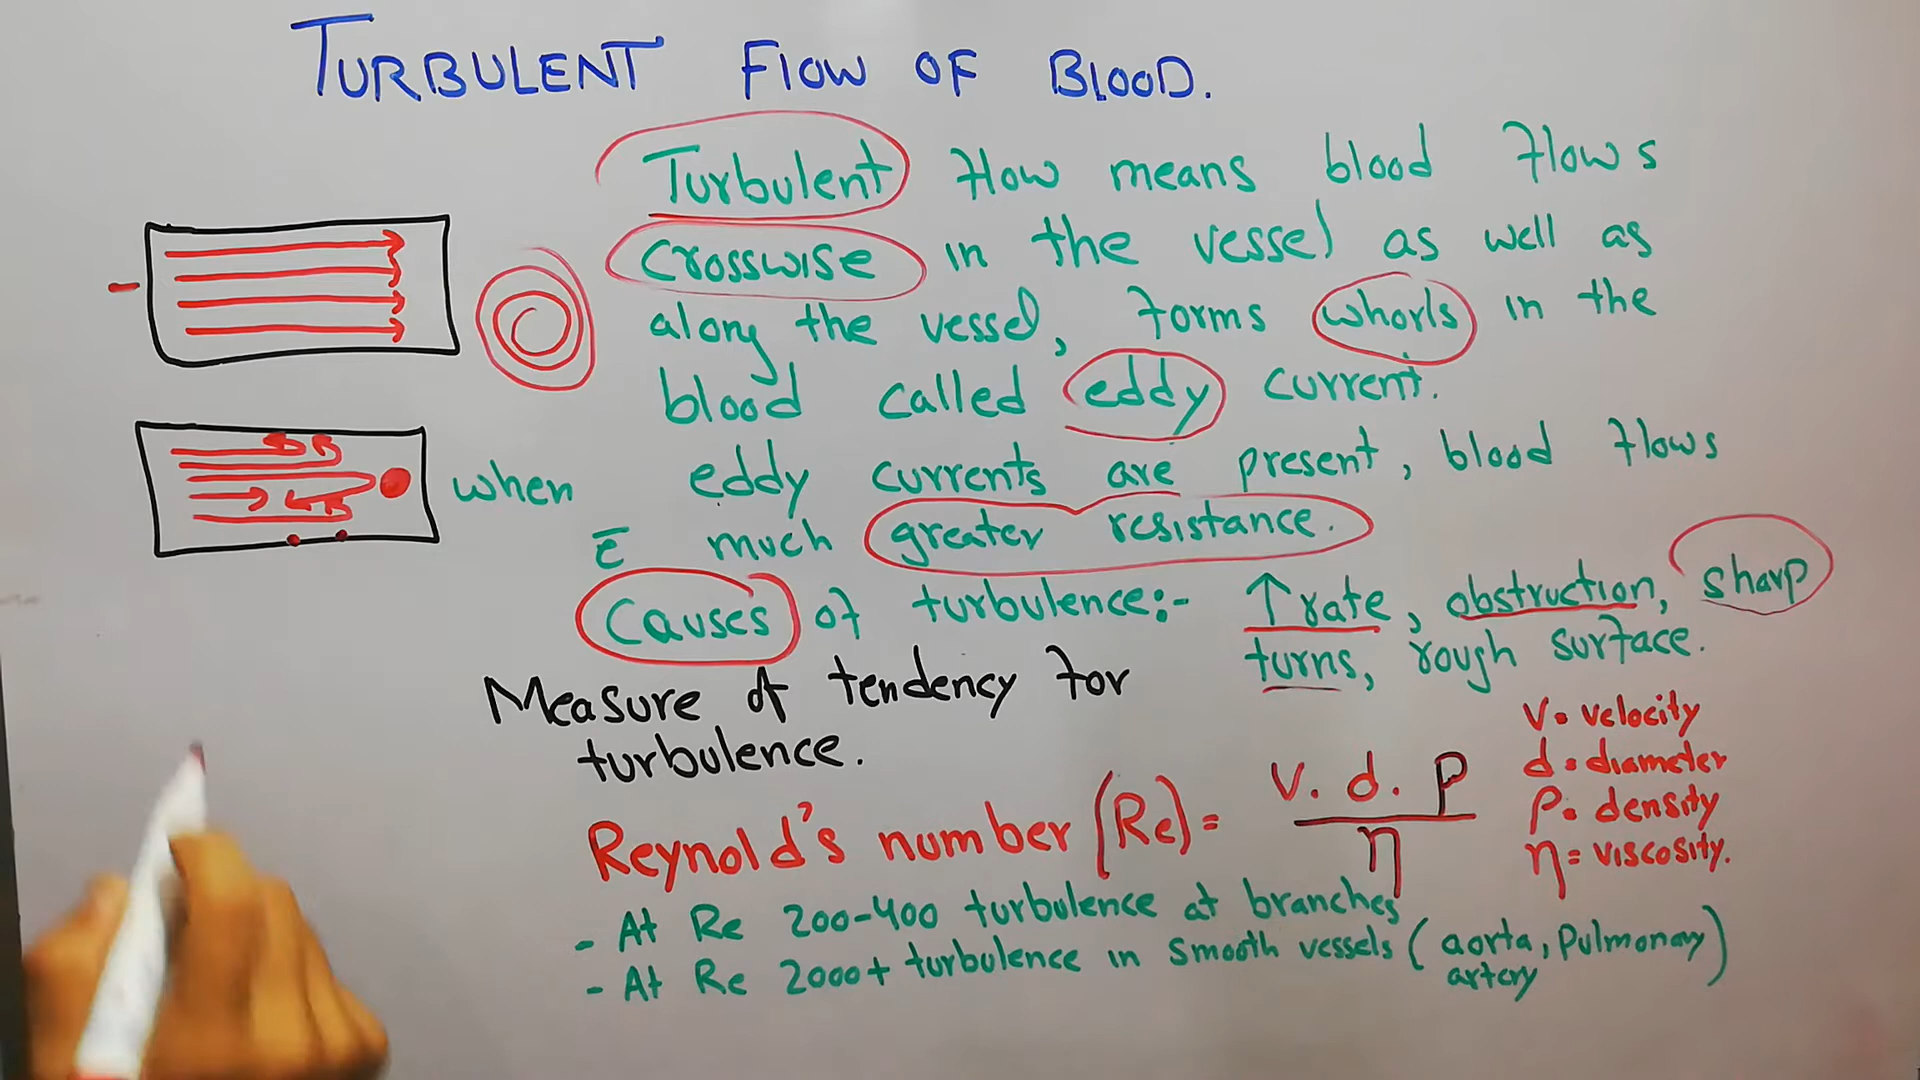 TURBULENT FLOW OF BLOOD.
Turbulent flow means blood flows
crosswise in the vessel as well as
along the vessel, forms whorls in the
blood called eddy current.
when eddy currents are present, blood flows
c̄ much greater resistance.
Causes of turbulence:- ↑rate, obstruction, sharp
turns, rough surface.
Measure of tendency for
turbulence.
Reynold's number (Re) = v. d. ρ / η
v = velocity
d = diameter
ρ = density
η = viscosity.
- At Re 200-400 turbulence at branches
- At Re 2000+ turbulence in smooth vessels (aorta, Pulmonary
artery)